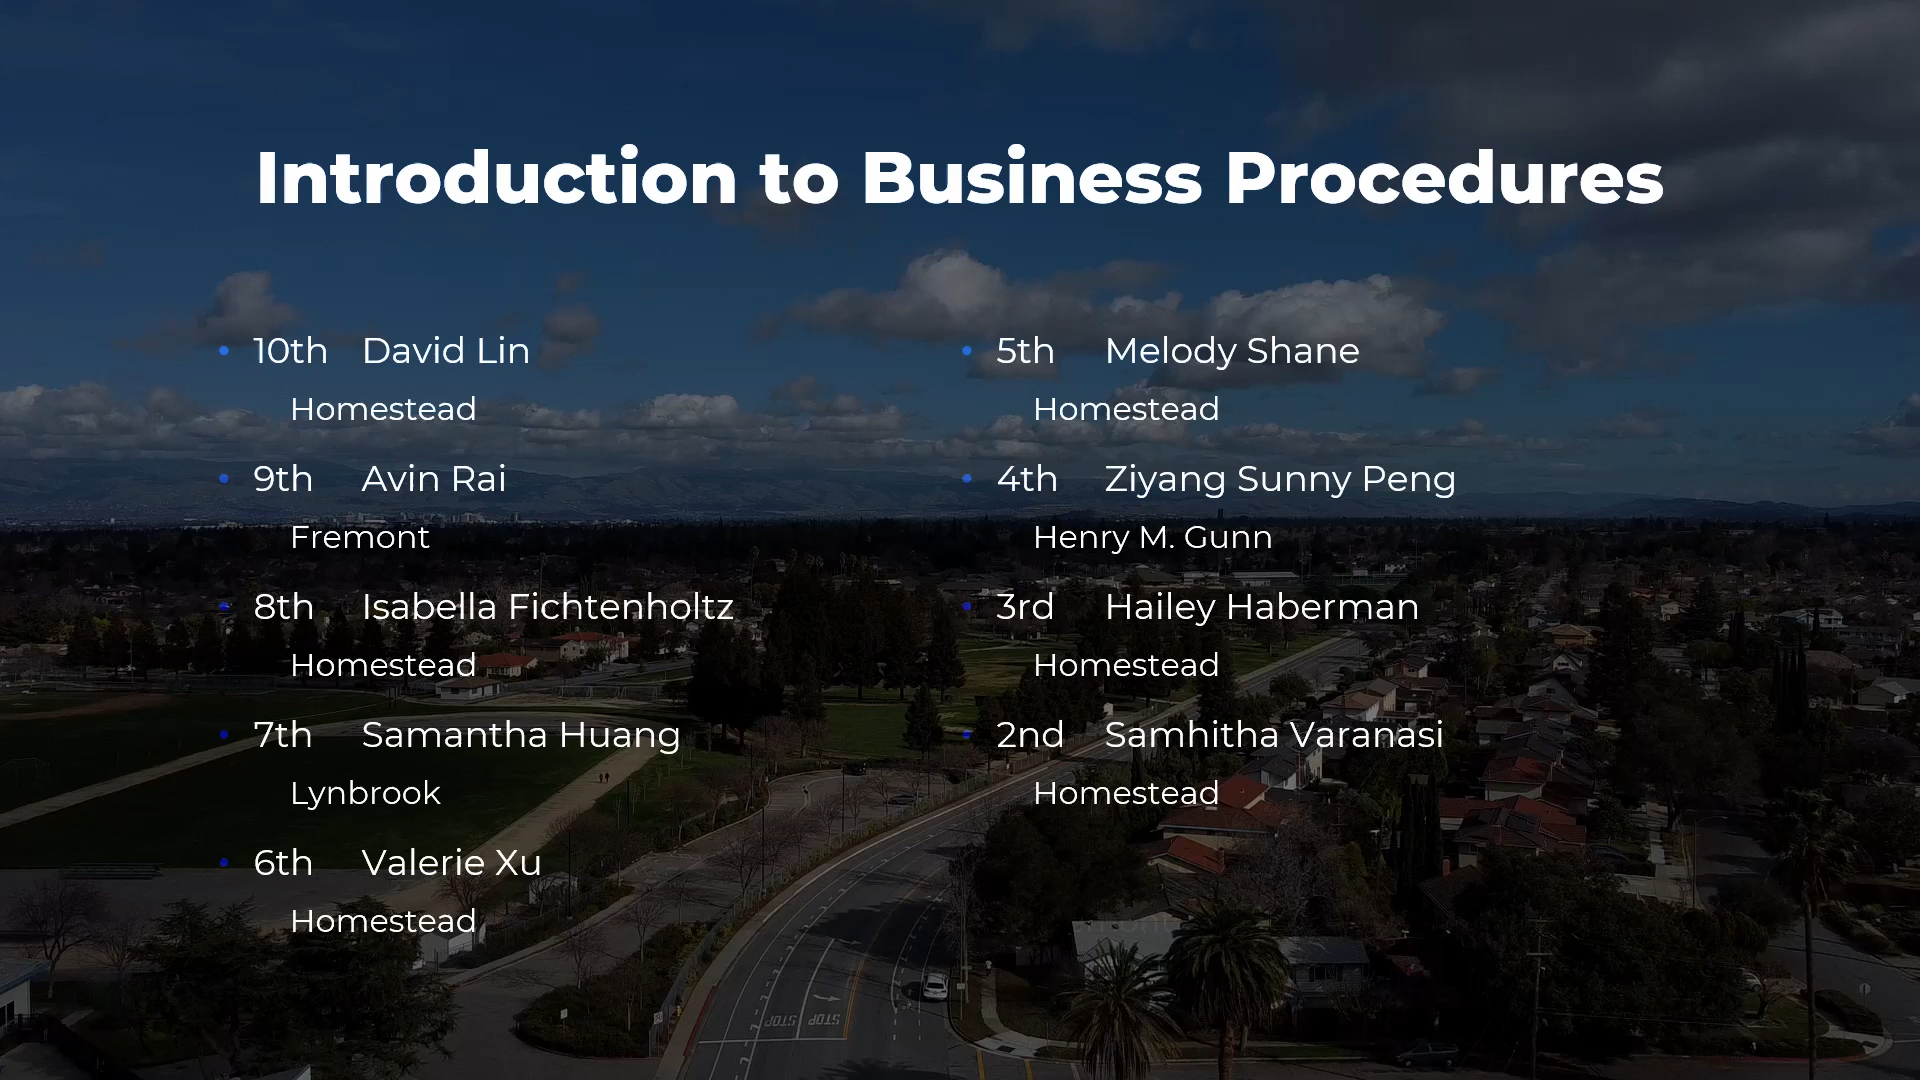 Introduction to Business Procedures
10th David Lin
Homestead
9th Avin Rai
Fremont
8th Isabella Fichtenholtz
Homestead
7th Samantha Huang
Lynbrook
6th Valerie Xu
Homestead
5th Melody Shane
Homestead
4th Ziyang Sunny Peng
Henry M. Gunn
3rd Hailey Haberman
Homestead
2nd Samhitha Varanasi
Homestead
STOP STOP